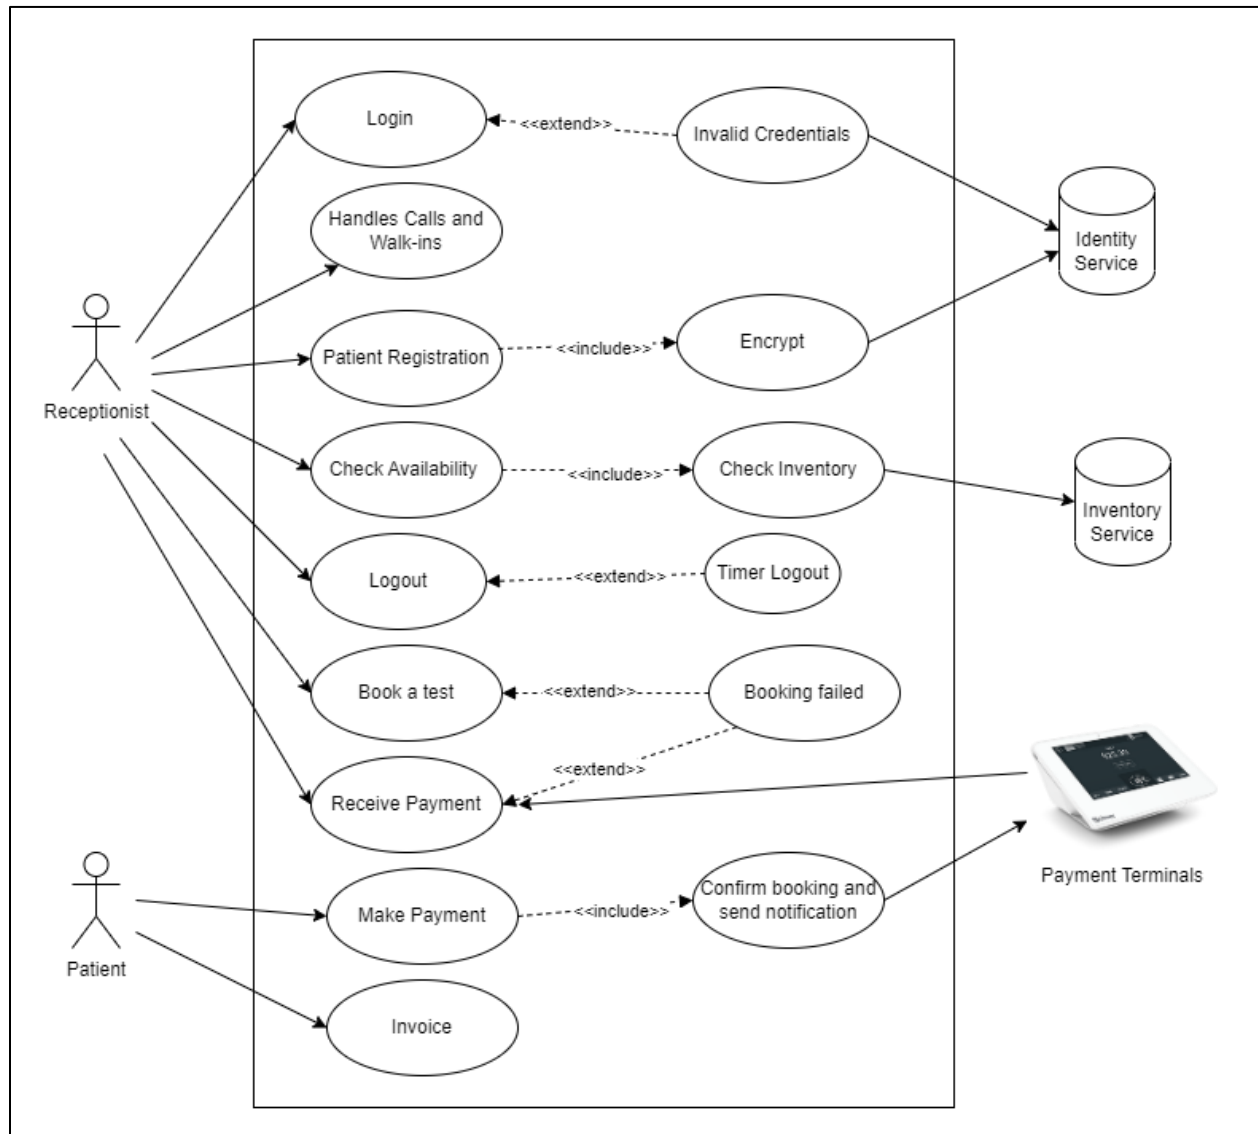 Login
<<extend>>
Invalid Credentials
Handles Calls and
Walk-ins
Identity
Service
Patient Registration
<<include>>
Encrypt
Receptionist
Check Availability
<<include>>
Check Inventory
Inventory
Service
Logout
<<extend>>
Timer Logout
Book a test
<<extend>>
Booking failed
<<extend>>
Receive Payment
Payment Terminals
Make Payment
<<include>>
Confirm booking and
send notification
Patient
Invoice